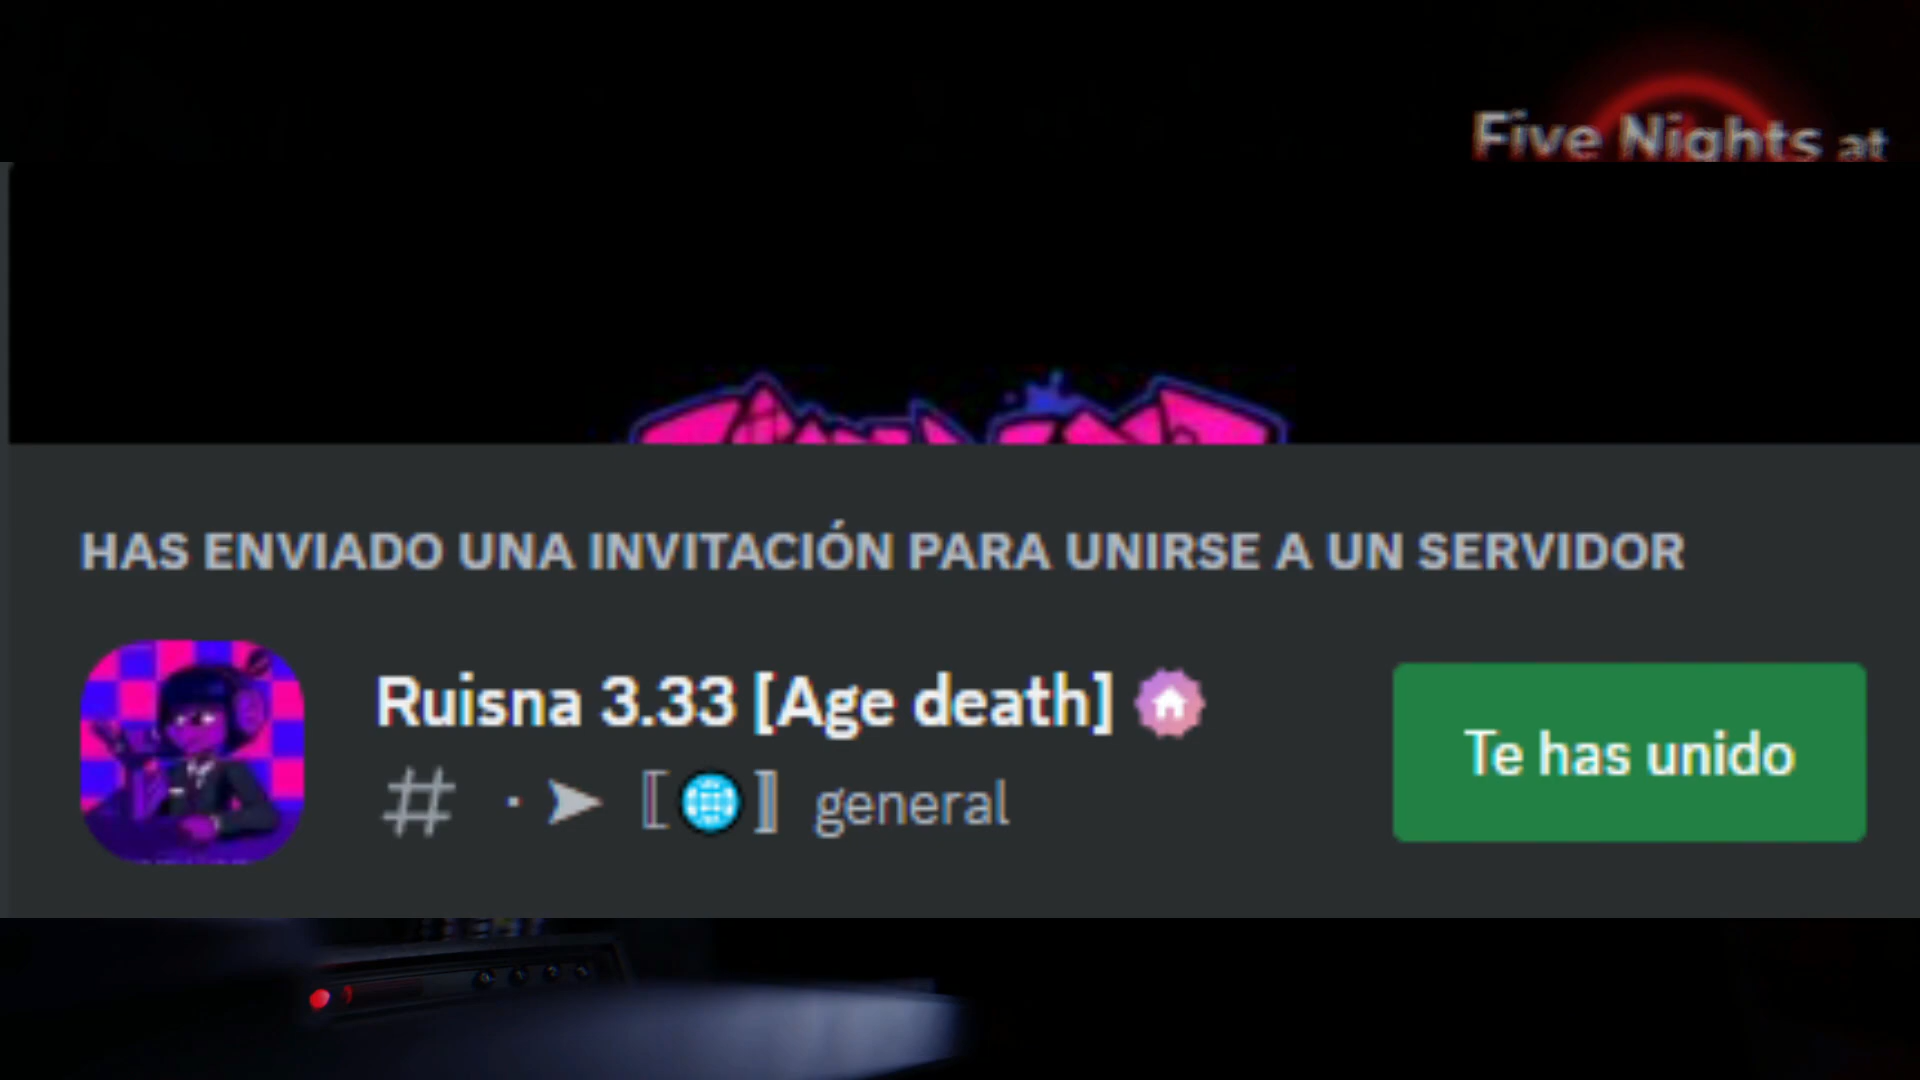 Five Nights at
HAS ENVIADO UNA INVITACIÓN PARA UNIRSE A UN SERVIDOR
Ruisna 3.33 [Age death]
# · ➤ [🌐] general
Te has unido